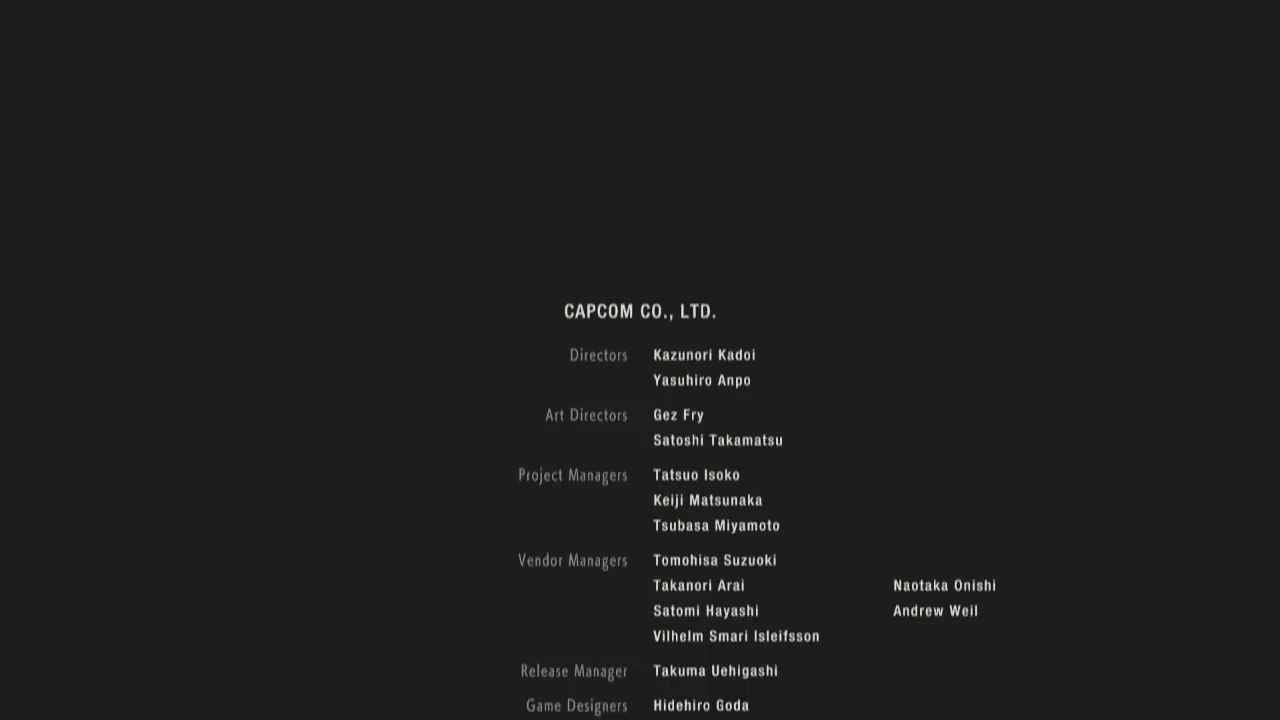 CAPCOM CO., LTD.
Directors Kazunori Kadoi
Yasuhiro Anpo
Art Directors Gez Fry
Satoshi Takamatsu
Project Managers Tatsuo Isoko
Keiji Matsunaka
Tsubasa Miyamoto
Vendor Managers Tomohisa Suzuoki
Takanori Arai Naotaka Onishi
Satomi Hayashi Andrew Weil
Vilhelm Smari Isleifsson
Release Manager Takuma Uehigashi
Game Designers Hidehiro Goda